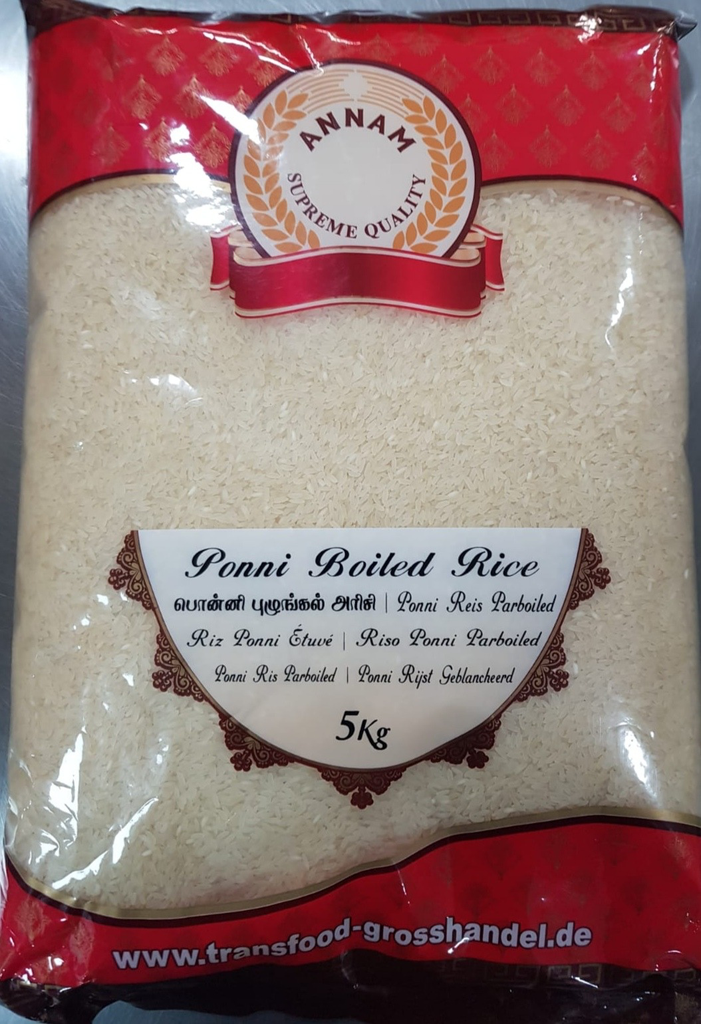 ANNAM
SUPREME QUALITY
Ponni Boiled Rice
பொன்னி புழுங்கல் அரிசி | Ponni Reis Parboiled
Riz Ponni Étuvé | Riso Ponni Parboiled
Ponni Ris Parboiled | Ponni Rijst Geblancheerd
5Kg
www.transfood-grosshandel.de